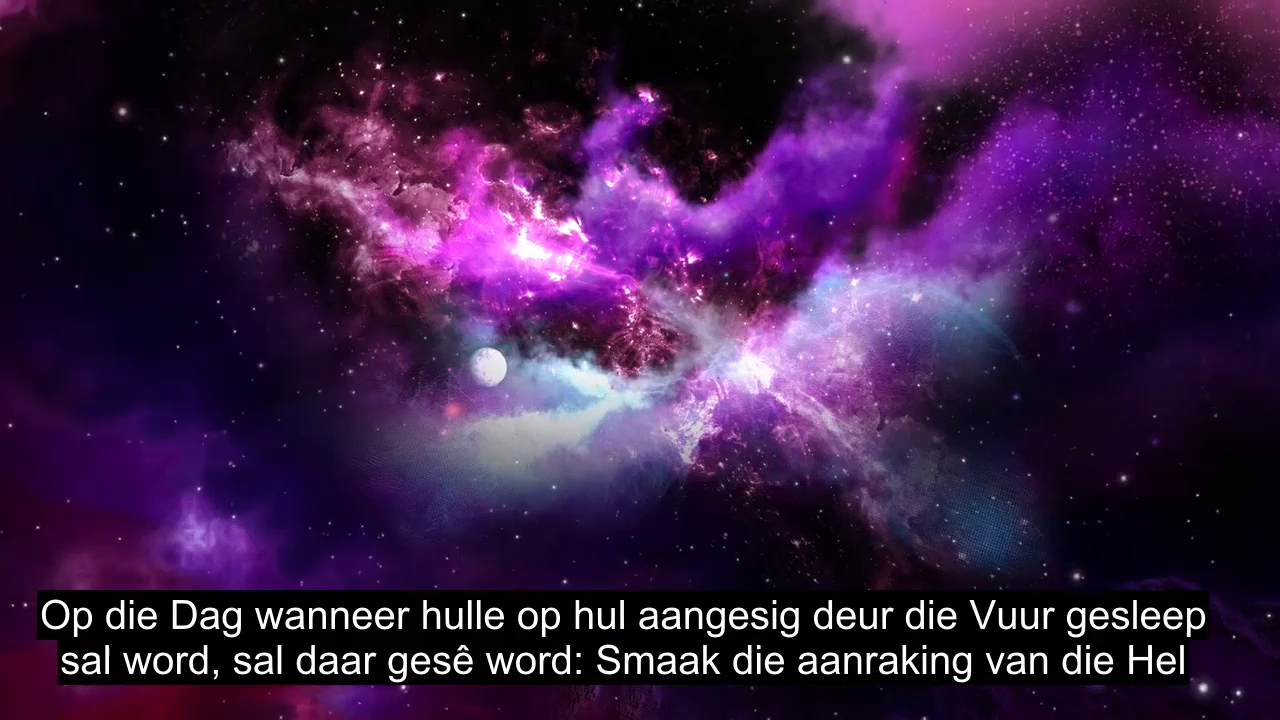 Op die Dag wanneer hulle op hul aangesig deur die Vuur gesleep
sal word, sal daar gesê word: Smaak die aanraking van die Hel